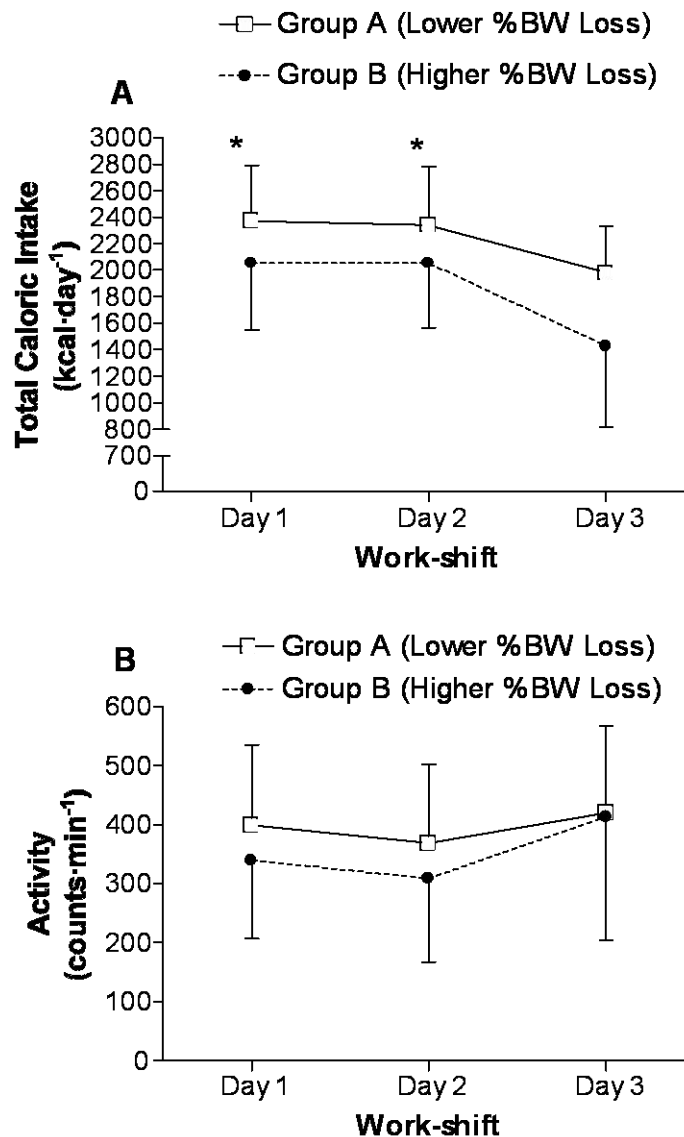 Group A (Lower %BW Loss)
Group B (Higher %BW Loss)
A
* *
3000
2800
2600
2400
2200
2000
1800
1600
1400
1200
1000
800
700
0
Total Caloric Intake
(kcal·day⁻¹)
Day 1 Day 2 Day 3
Work-shift
B
Group A (Lower %BW Loss)
Group B (Higher %BW Loss)
600
500
400
300
200
100
0
Activity
(counts·min⁻¹)
Day 1 Day 2 Day 3
Work-shift